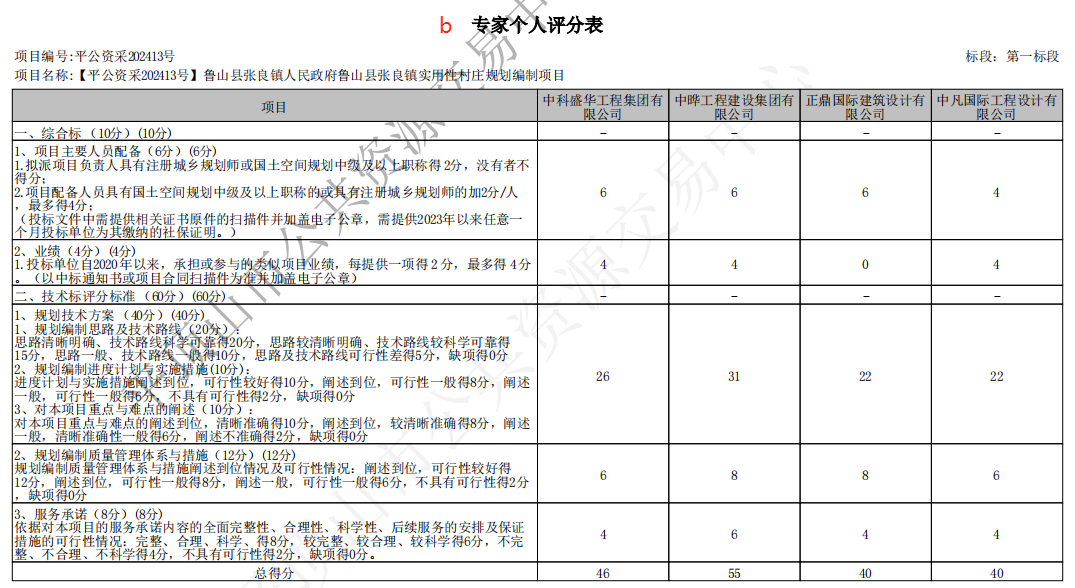 b 专家个人评分表
项目编号:平公资采202413号 标段: 第一标段
项目名称:【平公资采202413号】鲁山县张良镇人民政府鲁山县张良镇实用性村庄规划编制项目
项目 中科盛华工程集团有限公司 中晔工程建设集团有限公司 正鼎国际建筑设计有限公司 中凡国际工程设计有限公司
一、综合标（10分）(10分) – – – –
1、项目主要人员配备（6分）(6分)
1.拟派项目负责人具有注册城乡规划师或国土空间规划中级及以上职称得2分，没有者不
得分；
2.项目配备人员具有国土空间规划中级及以上职称的或具有注册城乡规划师的加2分/人
，最多得4分；
（投标文件中需提供相关证书原件的扫描件并加盖电子公章，需提供2023年以来任意一
个月投标单位为其缴纳的社保证明。）
6 6 6 4
2、业绩（4分）(4分)
1.投标单位自2020年以来，承担或参与的类似项目业绩，每提供一项得 2 分，最多得 4分
。（以中标通知书或项目合同扫描件为准并加盖电子公章）
4 4 0 4
二、技术标评分标准（60分）(60分) – – – –
1、规划技术方案（40分）(40分)
1、规划编制思路及技术路线（20分）：
思路清晰明确、技术路线科学可靠得20分，思路较清晰明确、技术路线较科学可靠得
15分，思路一般、技术路线一般得10分，思路及技术路线可行性差得5分，缺项得0分
2、规划编制进度计划与实施措施(10分)：
进度计划与实施措施阐述到位，可行性较好得10分，阐述到位，可行性一般得8分，阐述
一般，可行性一般得6分，不具有可行性得2分，缺项得0分
3、对本项目重点与难点的阐述（10分）：
对本项目重点与难点的阐述到位，清晰准确得10分，阐述到位，较清晰准确得8分，阐述
一般，清晰准确性一般得6分，阐述不准确得2分，缺项得0分
26 31 22 22
2、规划编制质量管理体系与措施（12分）(12分)
规划编制质量管理体系与措施阐述到位情况及可行性情况：阐述到位，可行性较好得
12分，阐述到位，可行性一般得8分，阐述一般，可行性一般得6分，不具有可行性得2分
，缺项得0分
6 8 8 6
3、服务承诺（8分）(8分)
依据对本项目的服务承诺内容的全面完整性、合理性、科学性、后续服务的安排及保证
措施的可行性情况：完整、合理、科学、得8分，较完整、较合理、较科学得6分，不完
整、不合理、不科学得4分，不具有可行性得2分，缺项得0分。
4 6 4 4
总得分 46 55 40 40